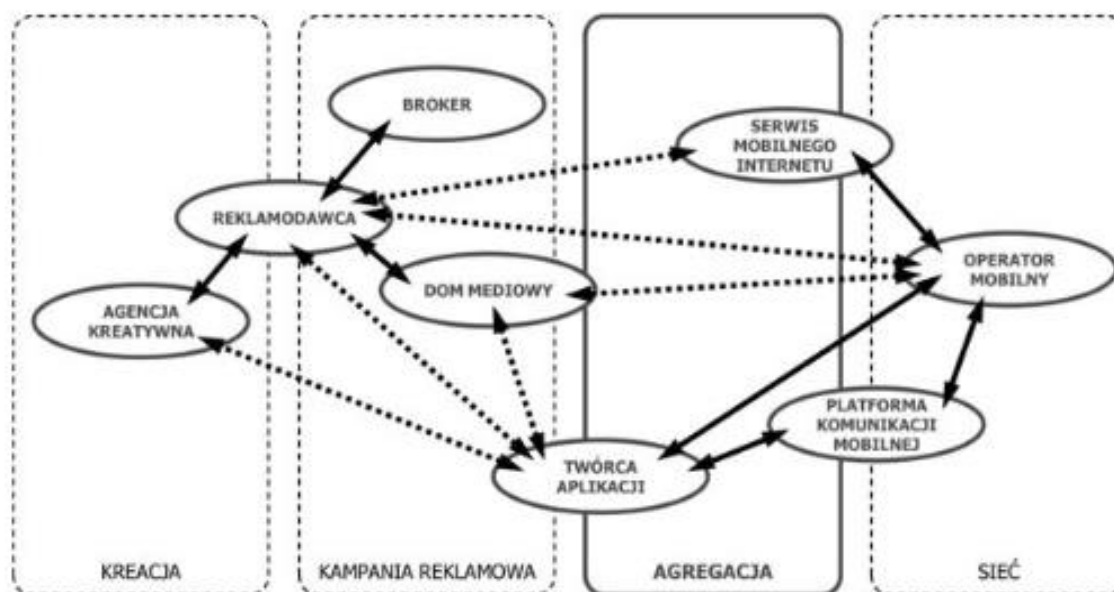 BROKER
SERWIS
MOBILNEGO
INTERNETU
REKLAMODAWCA
OPERATOR
MOBILNY
DOM MEDIOWY
AGENCJA
KREATYWNA
PLATFORMA
KOMUNIKACJI
MOBILNEJ
TWÓRCA
APLIKACJI
KREACJA
KAMPANIA REKLAMOWA
AGREGACJA
SIEĆ